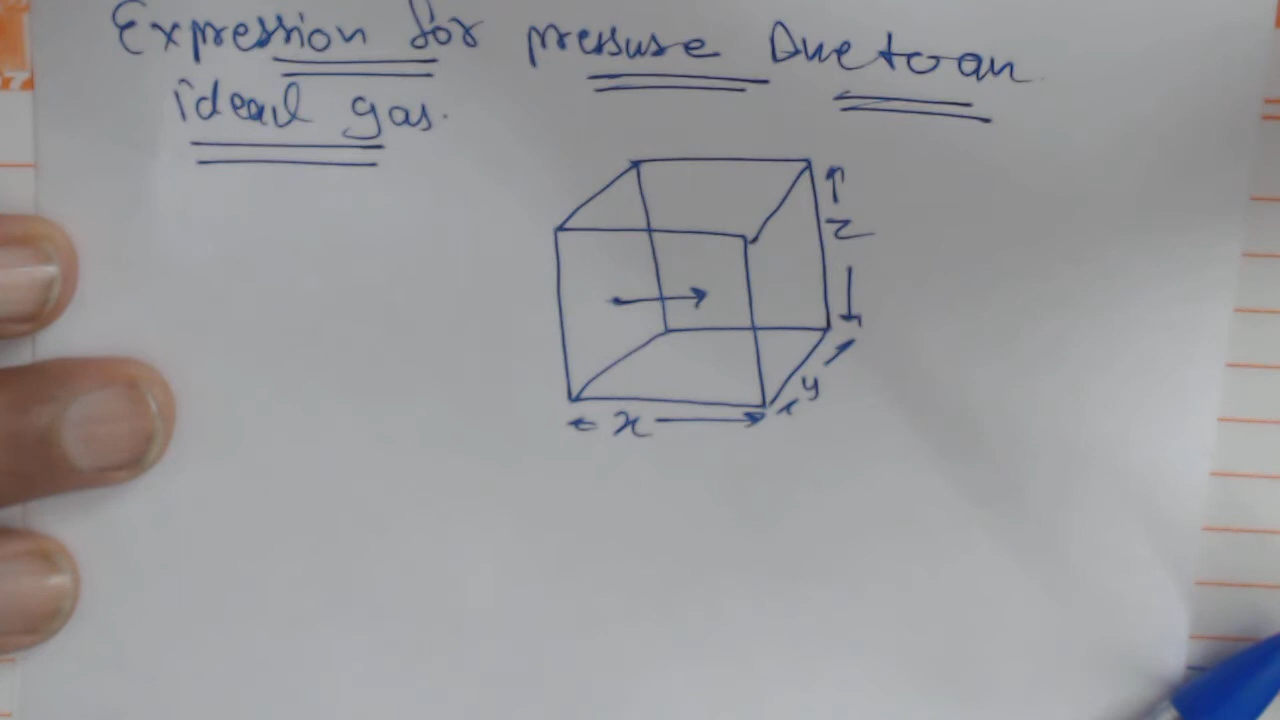 Expression for pressure Due to an
ideal gas.
z
y
x